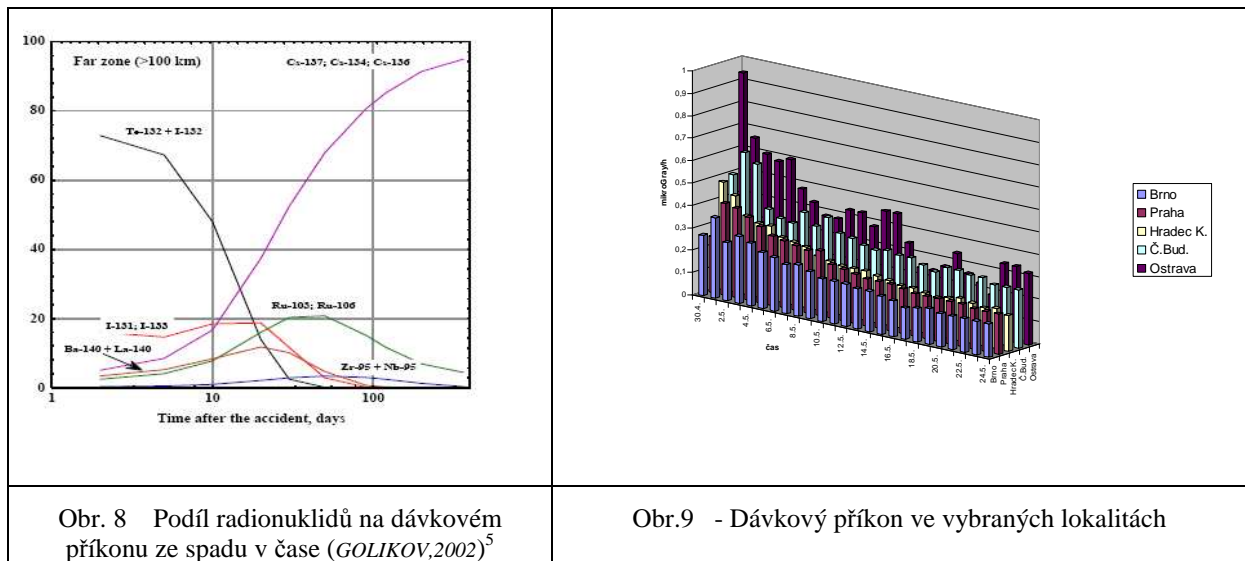 100
80
60
40
20
0
1
10
100
Far zone (>100 km)
Cs-137; Cs-134; Cs-136
Te-132 + I-132
Ru-103; Ru-106
I-131; I-133
Ba-140 + La-140
Zr-95 + Nb-95
Time after the accident, days
1
0,9
0,8
0,7
0,6
0,5
0,4
0,3
0,2
0,1
0
mikroGray/h
30.4.
2.5.
4.5.
6.5.
8.5.
10.5.
12.5.
14.5.
16.5.
18.5.
20.5.
22.5.
24.5.
čas
Brno
Praha
Hradec K.
Č.Bud.
Ostrava
Brno
Praha
Hradec K.
Č.Bud.
Ostrava
Obr. 8 Podíl radionuklidů na dávkovém
příkonu ze spadu v čase (GOLIKOV,2002)5
Obr.9 - Dávkový příkon ve vybraných lokalitách